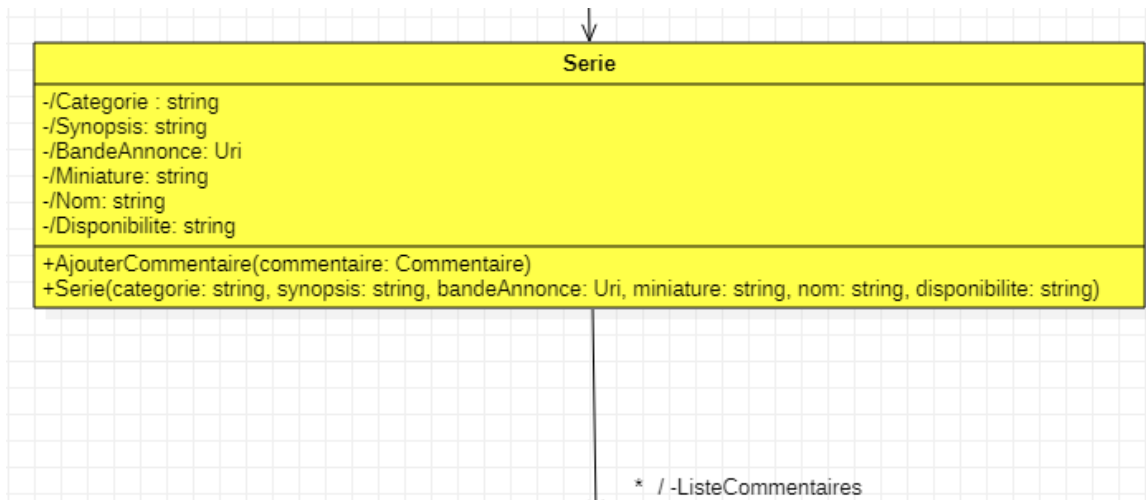 Serie
-/Categorie : string
-/Synopsis: string
-/BandeAnnonce: Uri
-/Miniature: string
-/Nom: string
-/Disponibilite: string
+AjouterCommentaire(commentaire: Commentaire)
+Serie(categorie: string, synopsis: string, bandeAnnonce: Uri, miniature: string, nom: string, disponibilite: string)
* / -ListeCommentaires